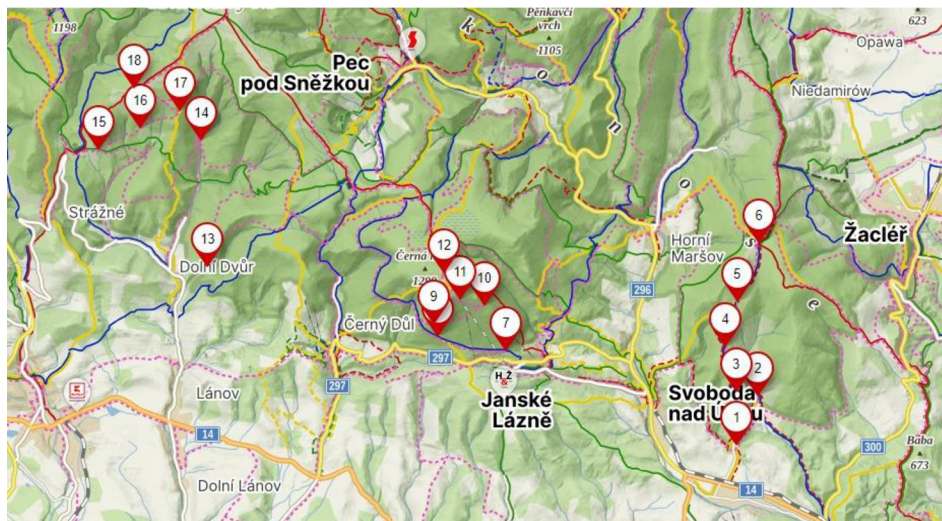 1198
Pěnkavčí
vrch
1105
623
Opawa
Pec
pod Sněžkou
Niedamirów
18
17
16
15
14
Strážné
13
Dolní Dvůr
6
Horní
Maršov
Žacléř
296
5
12
11
10
Černá
9
7
4
Černý Důl
297
297
H Ž
&
Janské
Lázně
3
2
Svoboda
nad
1
Lánov
14
Dolní Lánov
300
Bába
673
14
K